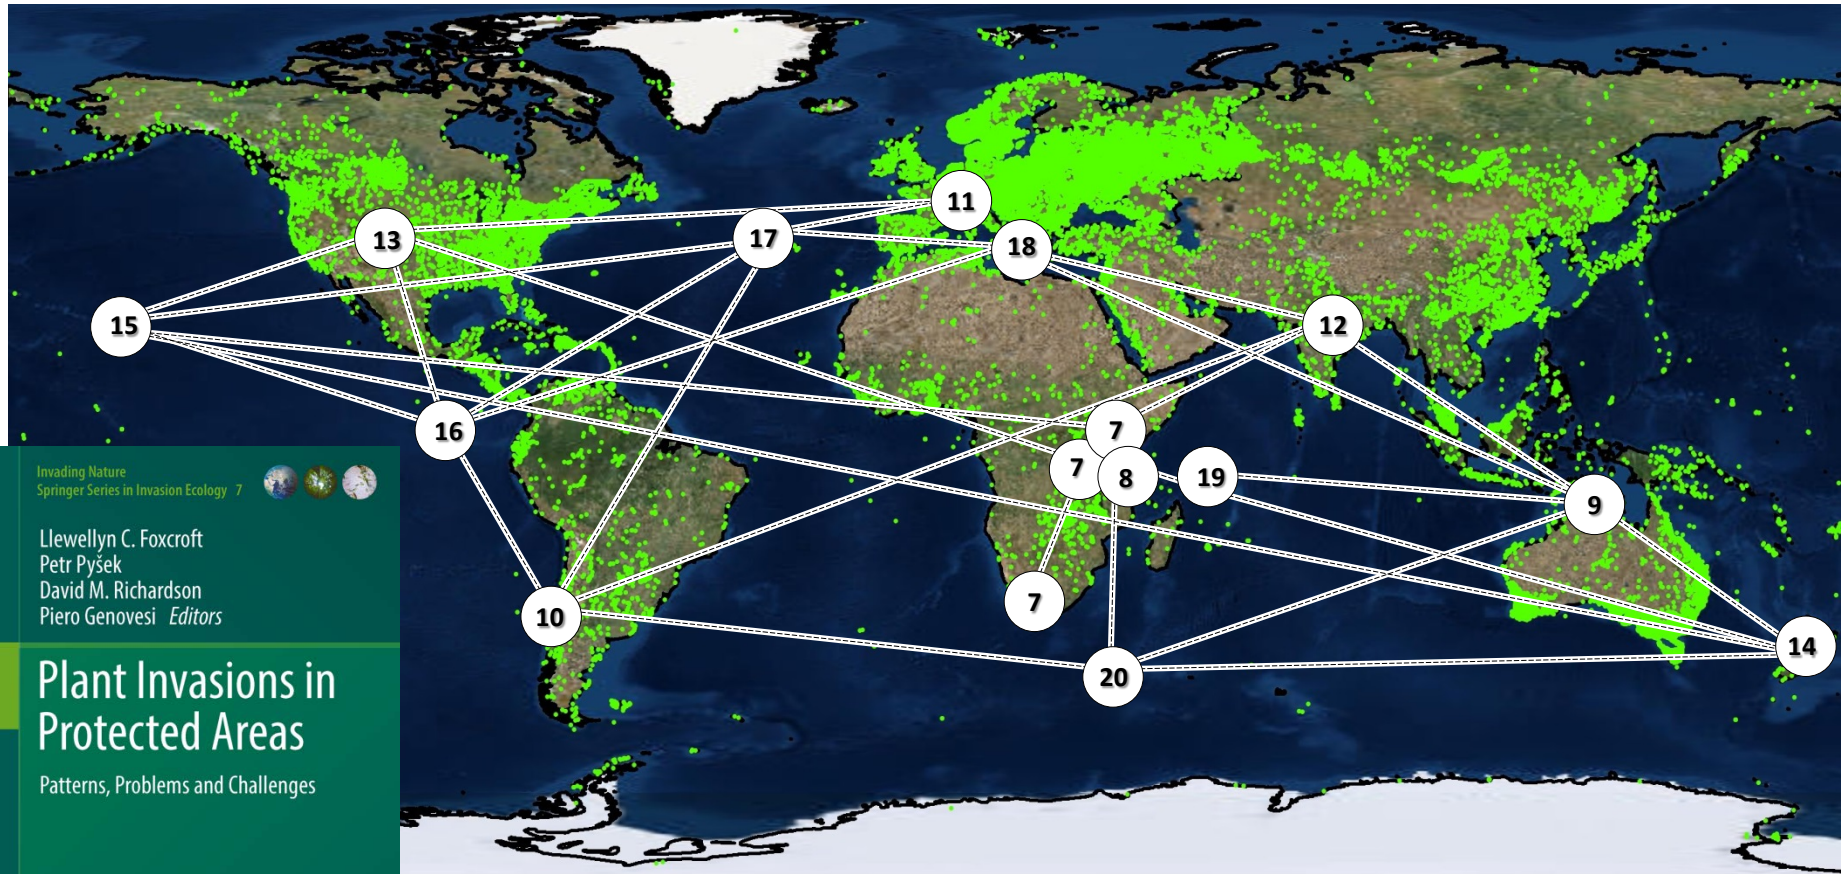 11
13
17
18
15
12
16
7
7
8
19
9
7
10
14
20
Invading Nature
Springer Series in Invasion Ecology 7
Llewellyn C. Foxcroft
Petr Pyšek
David M. Richardson
Piero Genovesi Editors
Plant Invasions in
Protected Areas
Patterns, Problems and Challenges